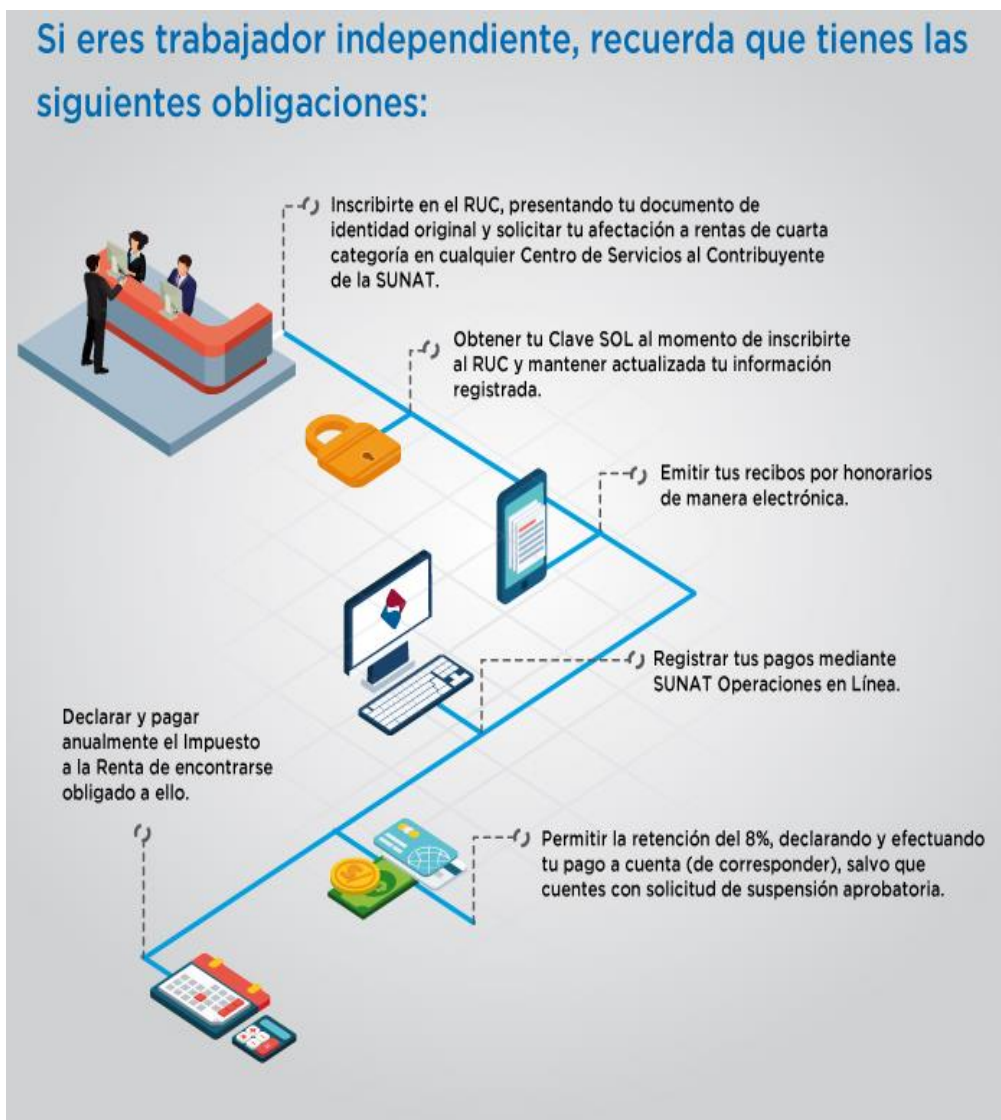 Si eres trabajador independiente, recuerda que tienes las
siguientes obligaciones:
Inscribirte en el RUC, presentando tu documento de
identidad original y solicitar tu afectación a rentas de cuarta
categoría en cualquier Centro de Servicios al Contribuyente
de la SUNAT.
Obtener tu Clave SOL al momento de inscribirte
al RUC y mantener actualizada tu información
registrada.
Emitir tus recibos por honorarios
de manera electrónica.
Registrar tus pagos mediante
SUNAT Operaciones en Línea.
Declarar y pagar
anualmente el Impuesto
a la Renta de encontrarse
obligado a ello.
Permitir la retención del 8%, declarando y efectuando
tu pago a cuenta (de corresponder), salvo que
cuentes con solicitud de suspensión aprobatoria.